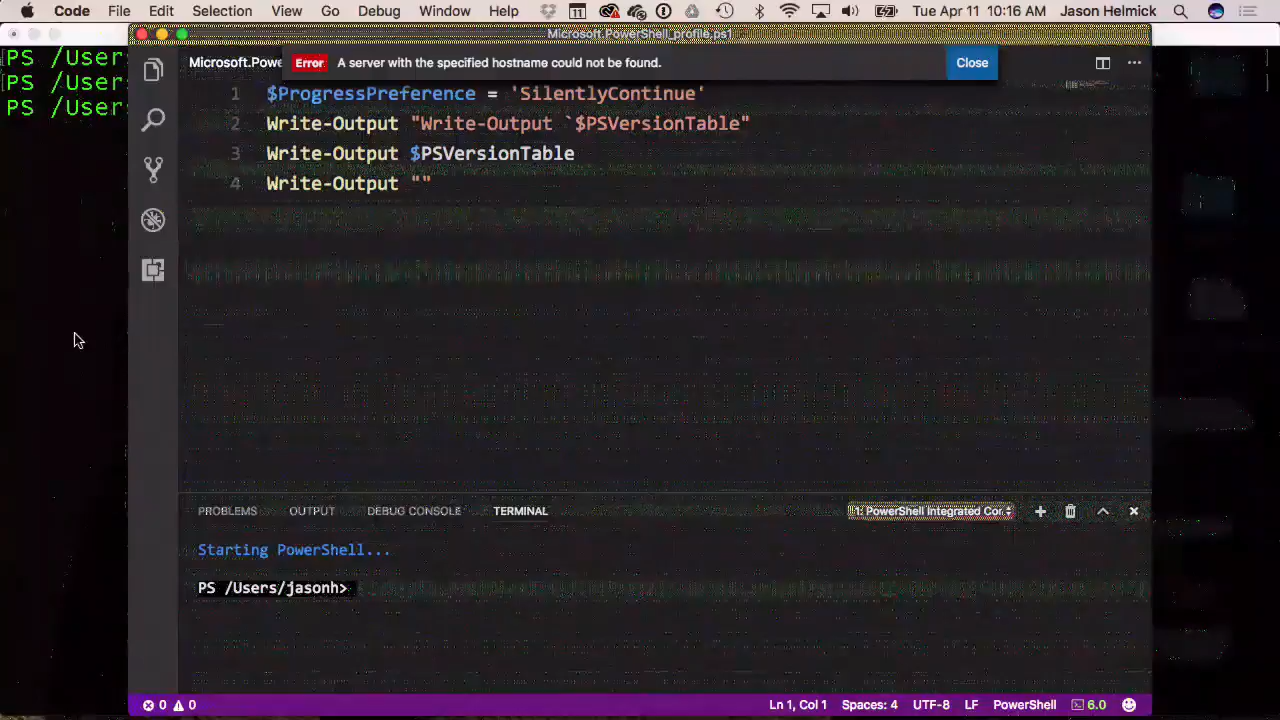 Code File Edit Selection View Go Debug Window Help Tue Apr 11 10:16 AM Jason Helmick
Microsoft.PowerShell_profile.ps1
PS /User
PS /User
PS /User
Microsoft.Powe
Error A server with the specified hostname could not be found. Close
1 $ProgressPreference = 'SilentlyContinue'
2 Write-Output "Write-Output `$PSVersionTable"
3 Write-Output $PSVersionTable
4 Write-Output ""
PROBLEMS OUTPUT DEBUG CONSOLE TERMINAL 1: PowerShell Integrated Con
Starting PowerShell...
PS /Users/jasonh>
0 0 Ln 1, Col 1 Spaces: 4 UTF-8 LF PowerShell 6.0